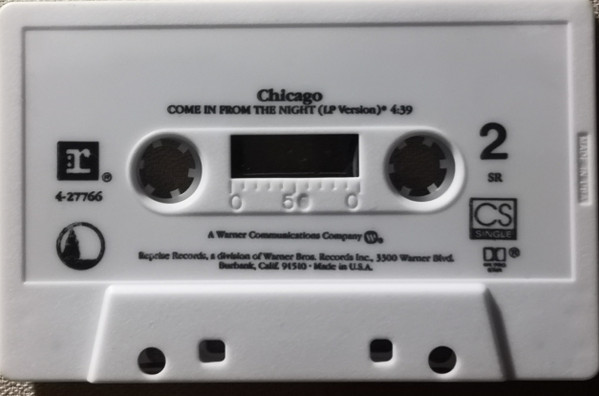 Chicago
COME IN FROM THE NIGHT (LP Version)* 4:39
r®
4-27766
2
SR
CS
SINGLE
0 50 0
A Warner Communications Company W®
Reprise Records, a division of Warner Bros. Records Inc., 3300 Warner Blvd.
Burbank, Calif. 91510 · Made in U.S.A.